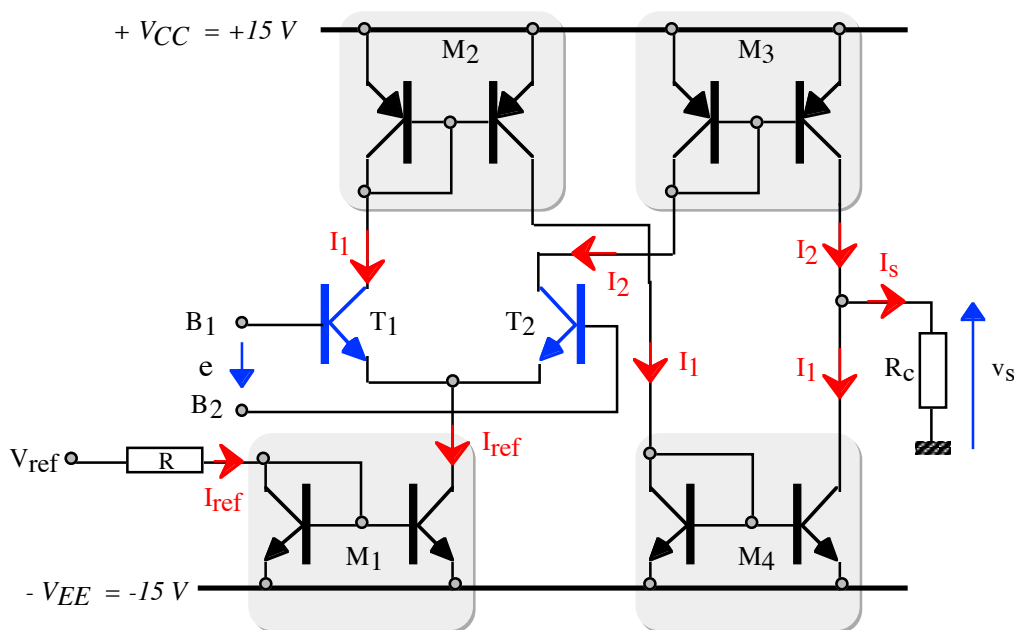 + VCC = +15 V
M2
M3
I1
I2
I2
Is
B1
T1
T2
e
B2
I1
I1
Rc
vs
Vref
R
Iref
Iref
M1
M4
- VEE = -15 V